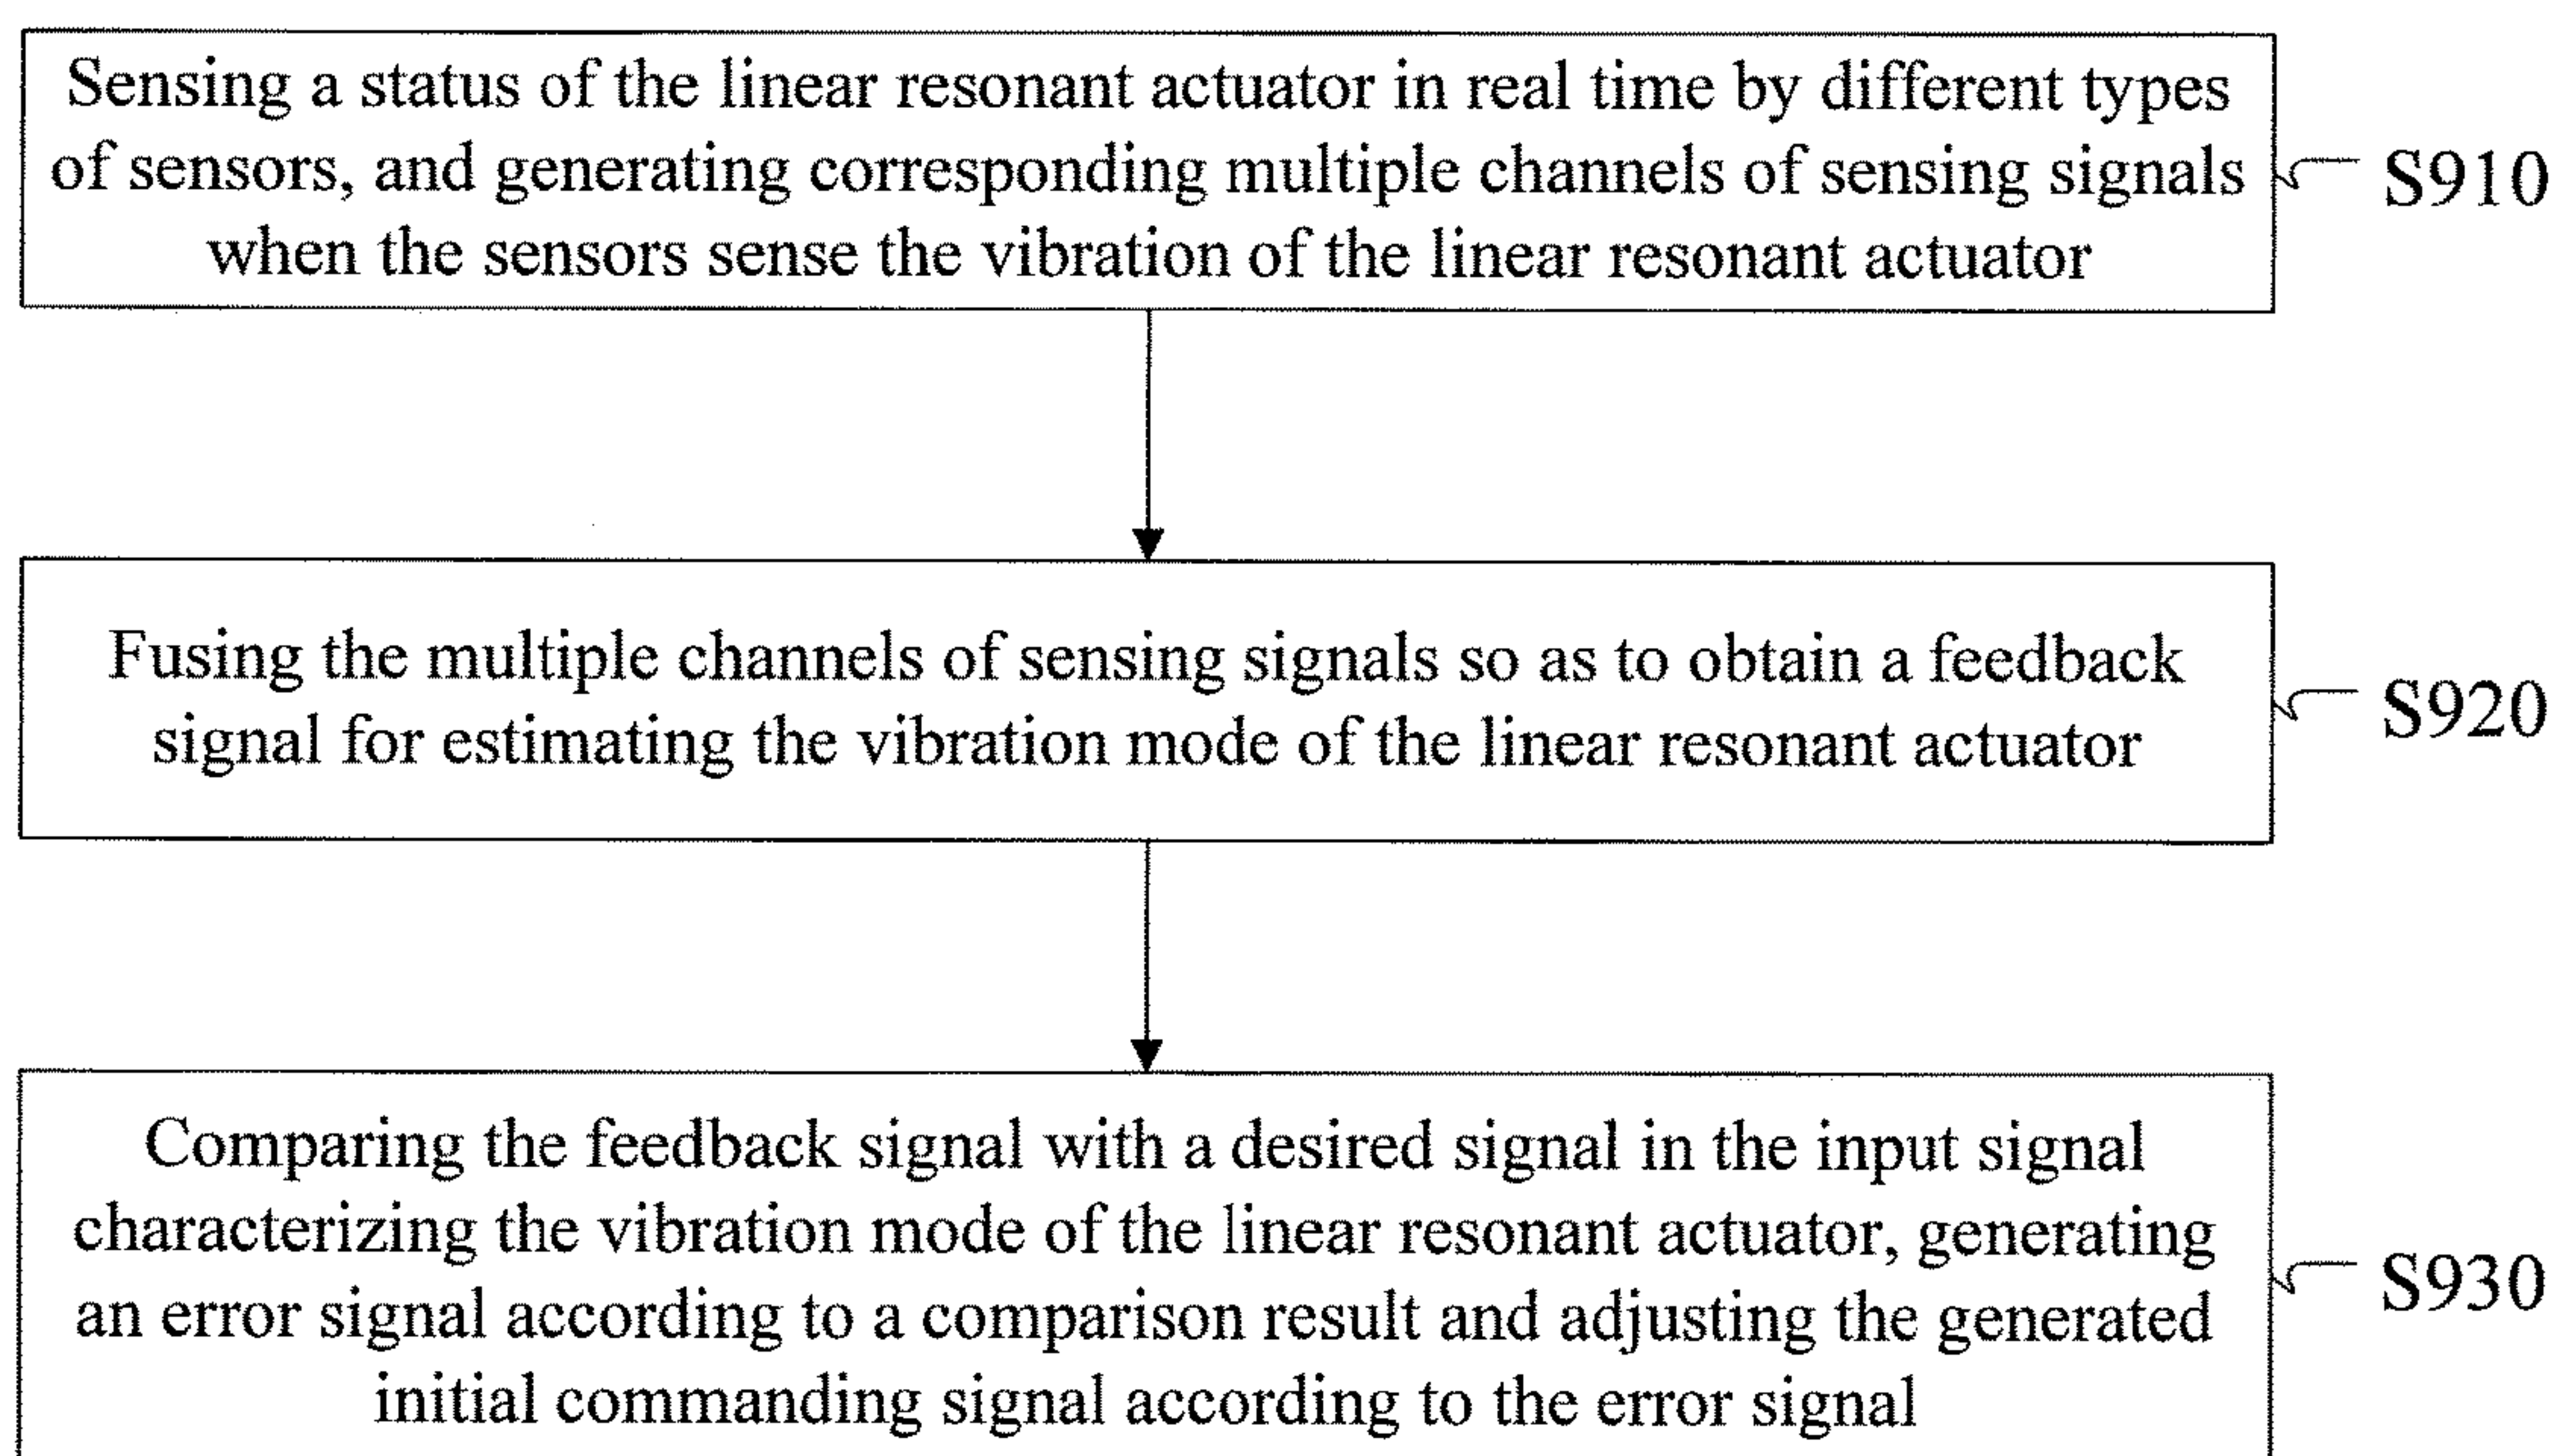 Sensing a status of the linear resonant actuator in real time by different types
of sensors, and generating corresponding multiple channels of sensing signals
when the sensors sense the vibration of the linear resonant actuator
S910
Fusing the multiple channels of sensing signals so as to obtain a feedback
signal for estimating the vibration mode of the linear resonant actuator
S920
Comparing the feedback signal with a desired signal in the input signal
characterizing the vibration mode of the linear resonant actuator, generating
an error signal according to a comparison result and adjusting the generated
initial commanding signal according to the error signal
S930